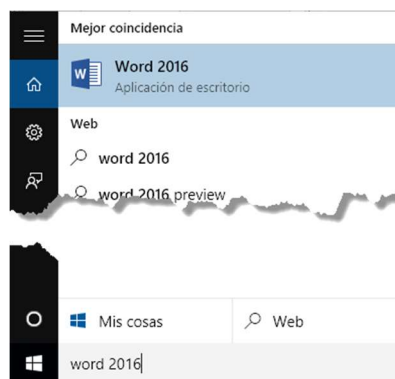 Mejor coincidencia
Word 2016
Aplicación de escritorio
Web
word 2016
word 2016 preview
Mis cosas
Web
word 2016